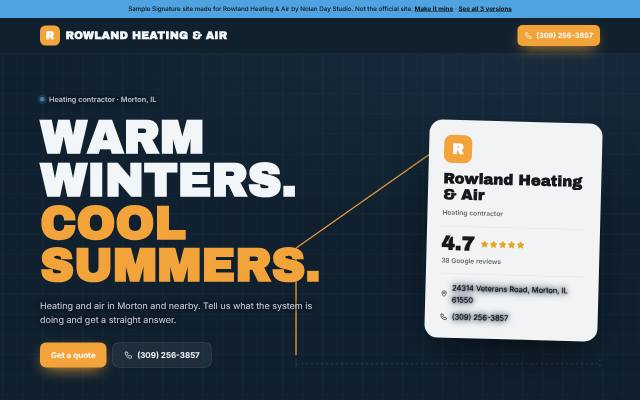 Sample Signature site made for Rowland Heating & Air by Nolan Day Studio. Not the official site. Make it mine · See all 3 versions
R ROWLAND HEATING & AIR
(309) 256-3857
Heating contractor · Morton, IL
WARM
WINTERS.
COOL
SUMMERS.
Heating and air in Morton and nearby. Tell us what the system is
doing and get a straight answer.
Get a quote
(309) 256-3857
R
Rowland Heating
& Air
Heating contractor
4.7 ★★★★★
38 Google reviews
24314 Veterans Road, Morton, IL
61550
(309) 256-3857